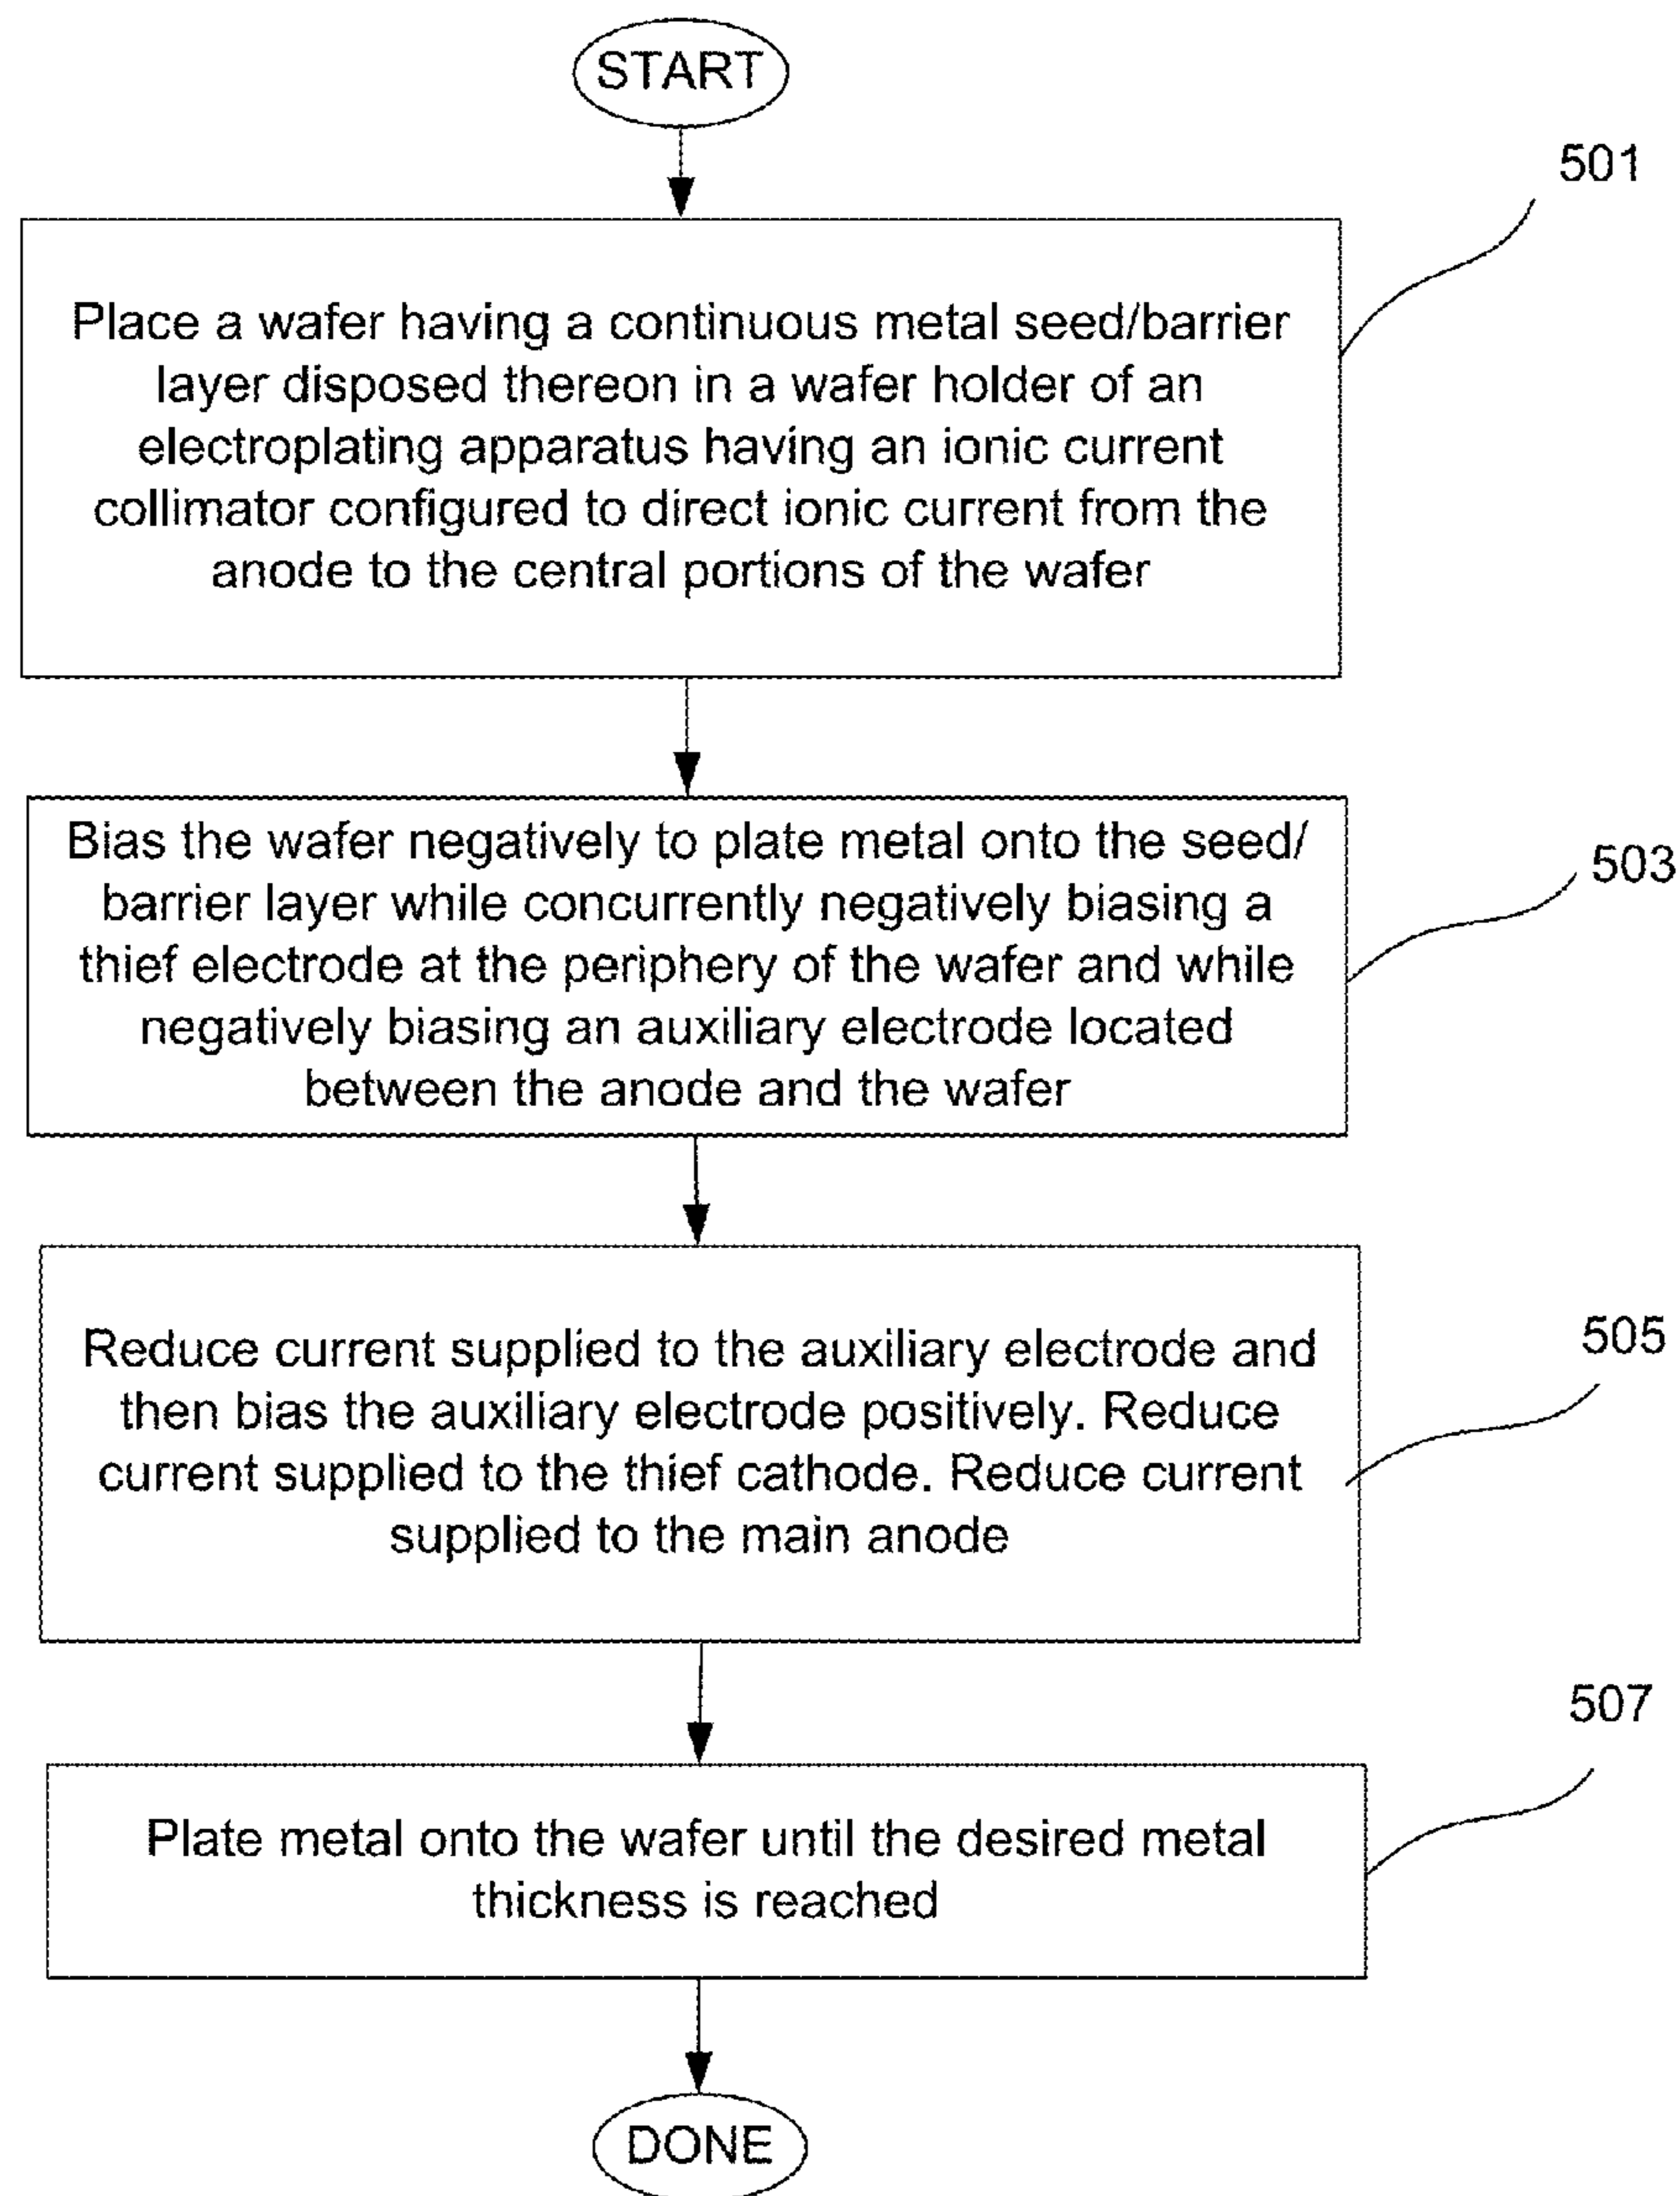 START
501
Place a wafer having a continuous metal seed/barrier
layer disposed thereon in a wafer holder of an
electroplating apparatus having an ionic current
collimator configured to direct ionic current from the
anode to the central portions of the wafer
Bias the wafer negatively to plate metal onto the seed/
barrier layer while concurrently negatively biasing a
thief electrode at the periphery of the wafer and while
negatively biasing an auxiliary electrode located
between the anode and the wafer
503
Reduce current supplied to the auxiliary electrode and
then bias the auxiliary electrode positively. Reduce
current supplied to the thief cathode. Reduce current
supplied to the main anode
505
507
Plate metal onto the wafer until the desired metal
thickness is reached
DONE